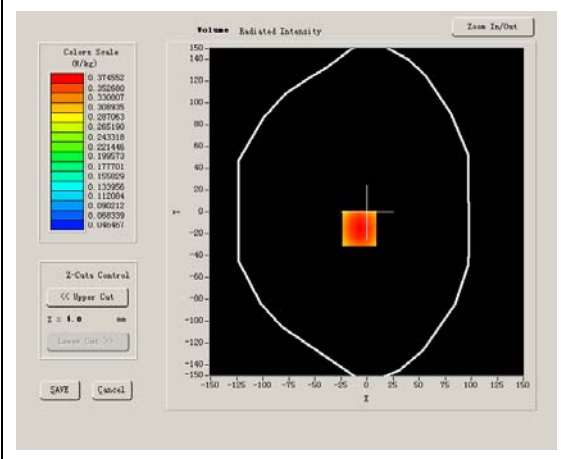 Volume Radiated Intensity
Zoom In/Out
Colors Scale
(W/kg)
0.374552
0.352680
0.330807
0.308935
0.287063
0.265190
0.243318
0.221446
0.199573
0.177701
0.155829
0.133956
0.112084
0.090212
0.068339
0.046467
150
120
100
80
60
40
20
0
-20
-40
-60
-80
-100
-120
-140
-150
Y
-150 -125 -100 -75 -50 -25 0 25 50 75 100 125 150
X
Z-Cuts Control
<< Upper Cut
Z = 4.0 mm
Lower Cut >>
SAVE
Cancel